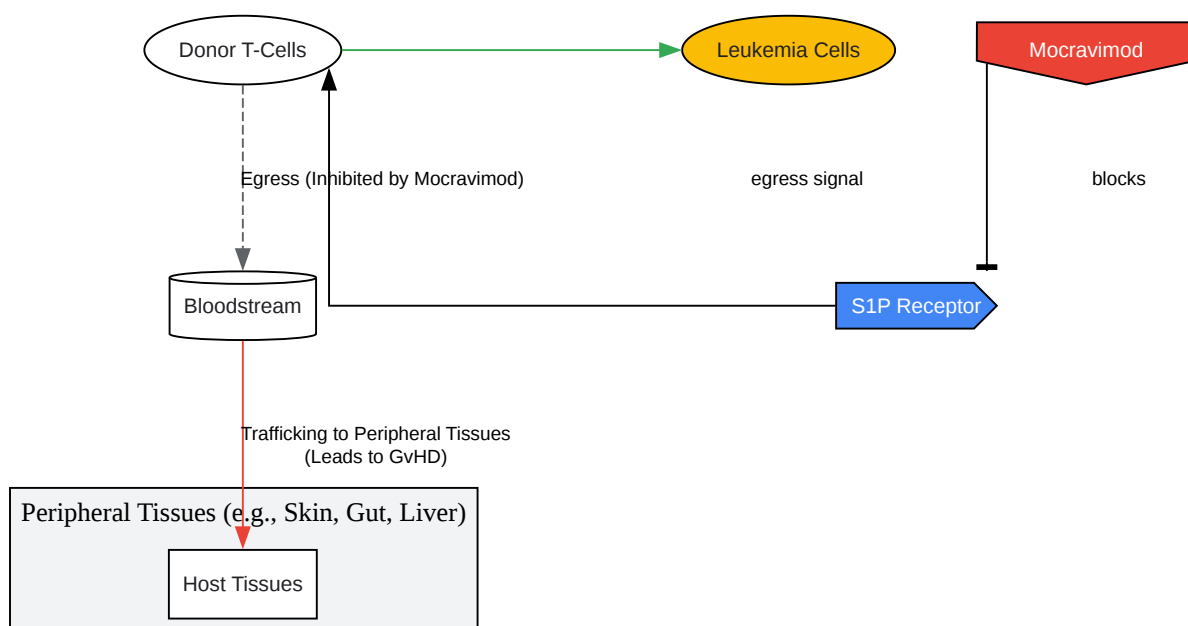 Donor T-Cells
Leukemia Cells
Mocravimod
Egress (Inhibited by Mocravimod)
egress signal
blocks
Bloodstream
S1P Receptor
Trafficking to Peripheral Tissues
(Leads to GvHD)
Peripheral Tissues (e.g., Skin, Gut, Liver)
Host Tissues